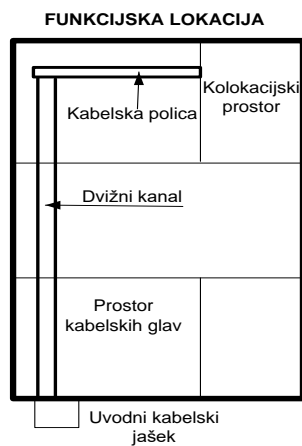 FUNKCIJSKA LOKACIJA
Kolokacijski
prostor
Kabelska polica
Dvižni kanal
Prostor
kabelskih glav
Uvodni kabelski
jašek